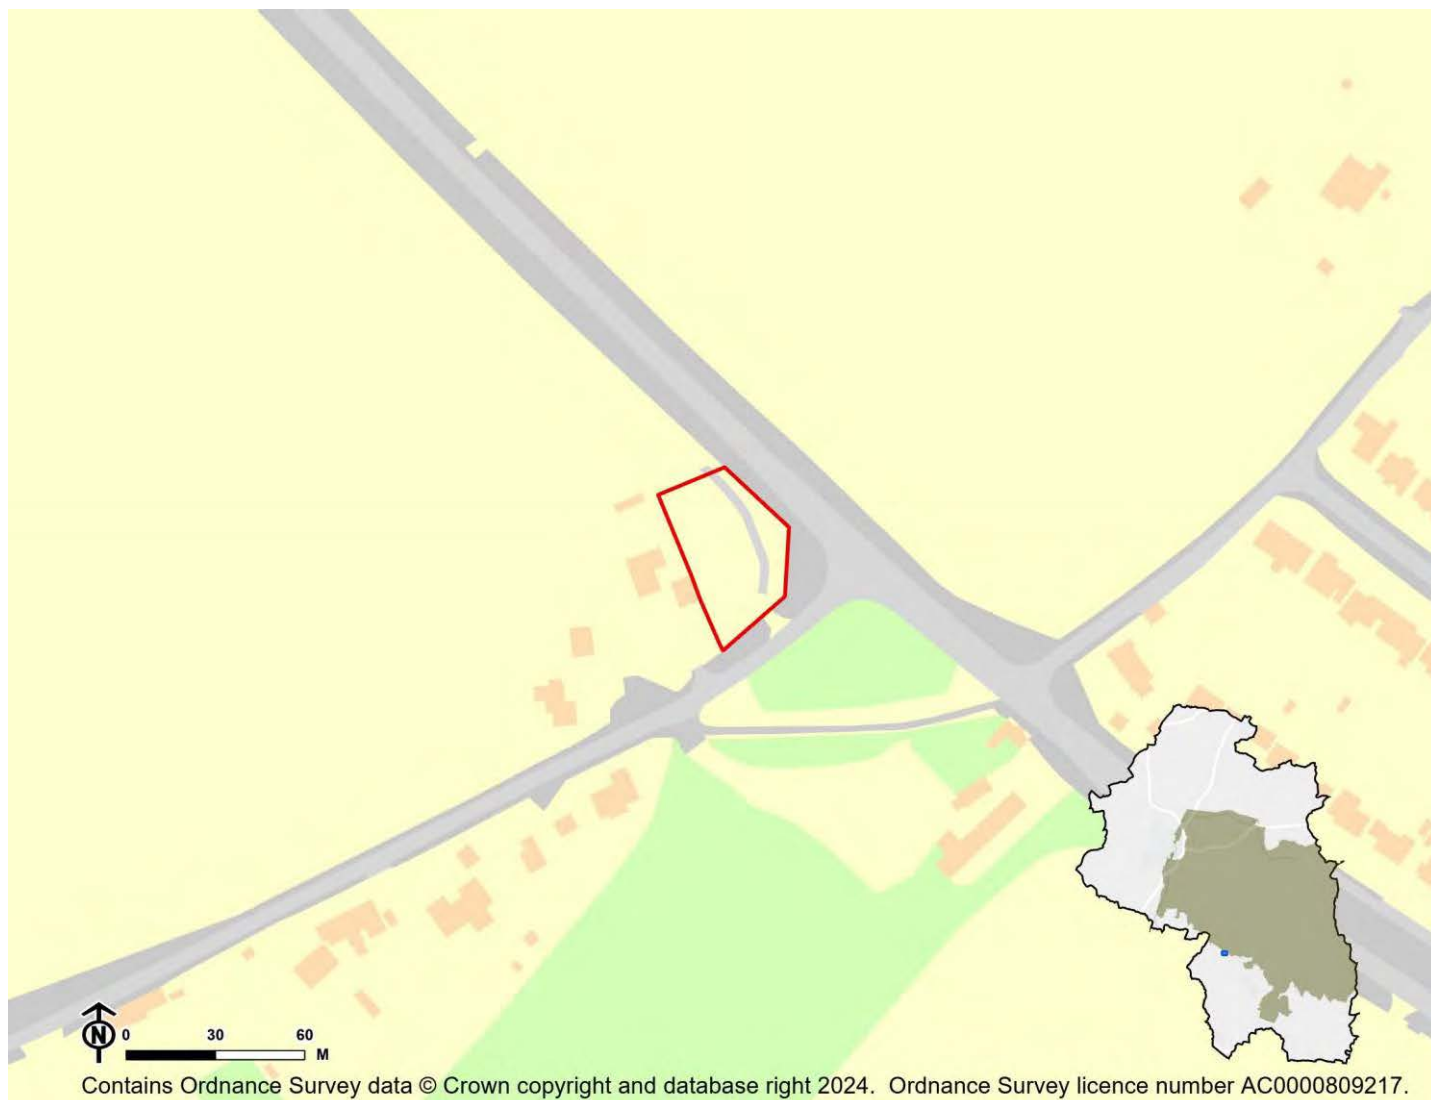 N 0 30 60
M
Contains Ordnance Survey data © Crown copyright and database right 2024. Ordnance Survey licence number AC0000809217.